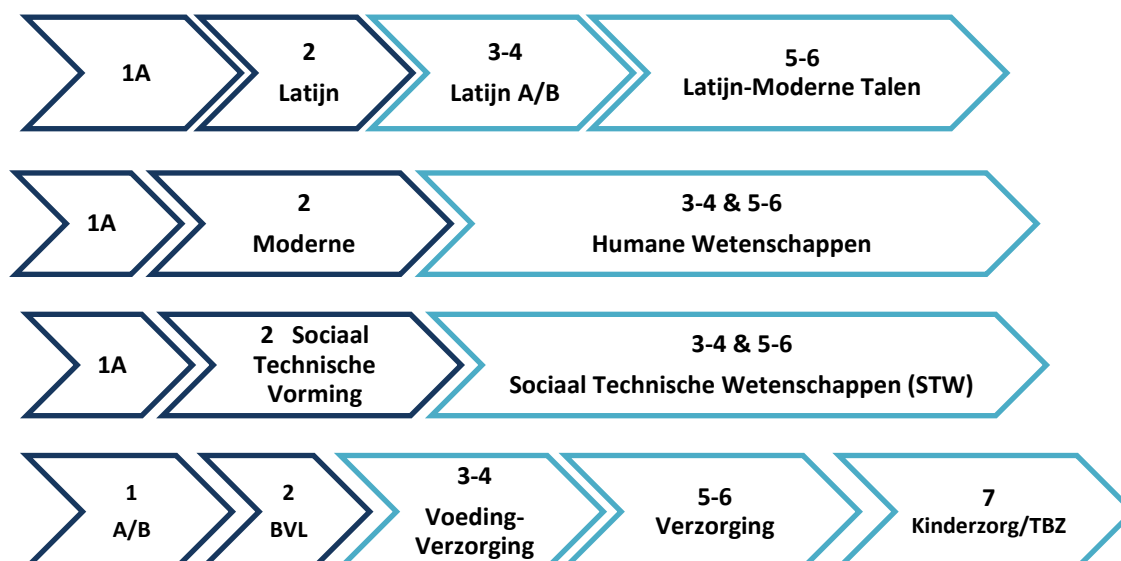 1A
2
Latijn
3-4
Latijn A/B
5-6
Latijn-Moderne Talen
1A
2
Moderne
3-4 & 5-6
Humane Wetenschappen
1A
2 Sociaal
Technische
Vorming
3-4 & 5-6
Sociaal Technische Wetenschappen (STW)
1
A/B
2
BVL
3-4
Voeding-
Verzorging
5-6
Verzorging
7
Kinderzorg/TBZ